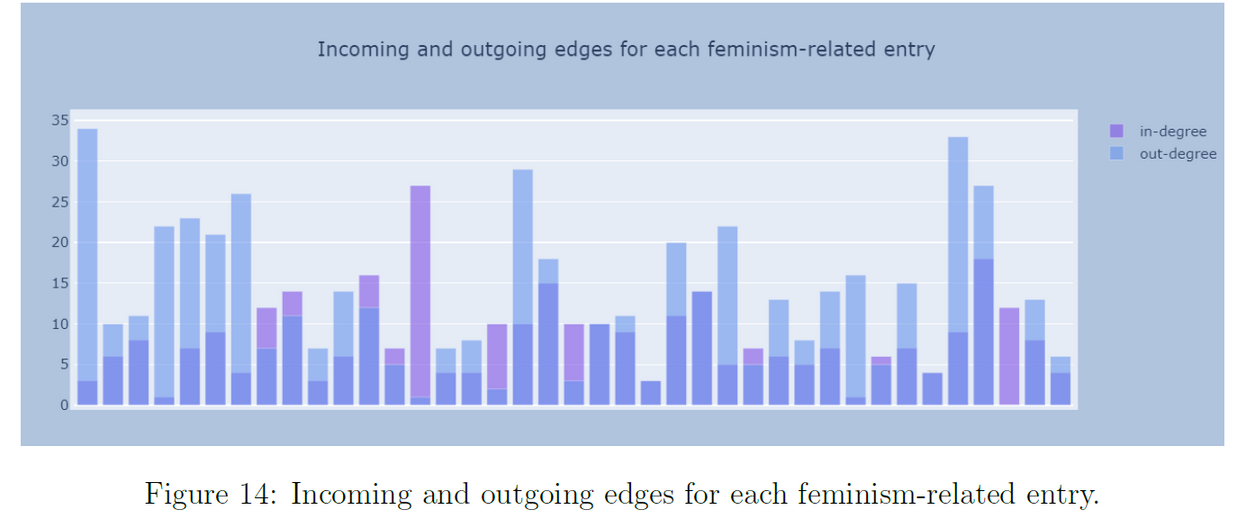 Incoming and outgoing edges for each feminism-related entry
35
30
25
20
15
10
5
0
in-degree
out-degree
Figure 14: Incoming and outgoing edges for each feminism-related entry.